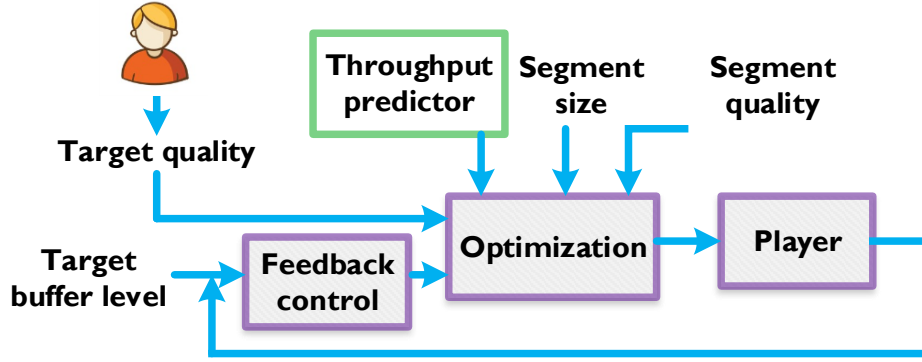 Throughput
predictor
Segment
size
Segment
quality
Target quality
Optimization
Player
Target
buffer level
Feedback
control